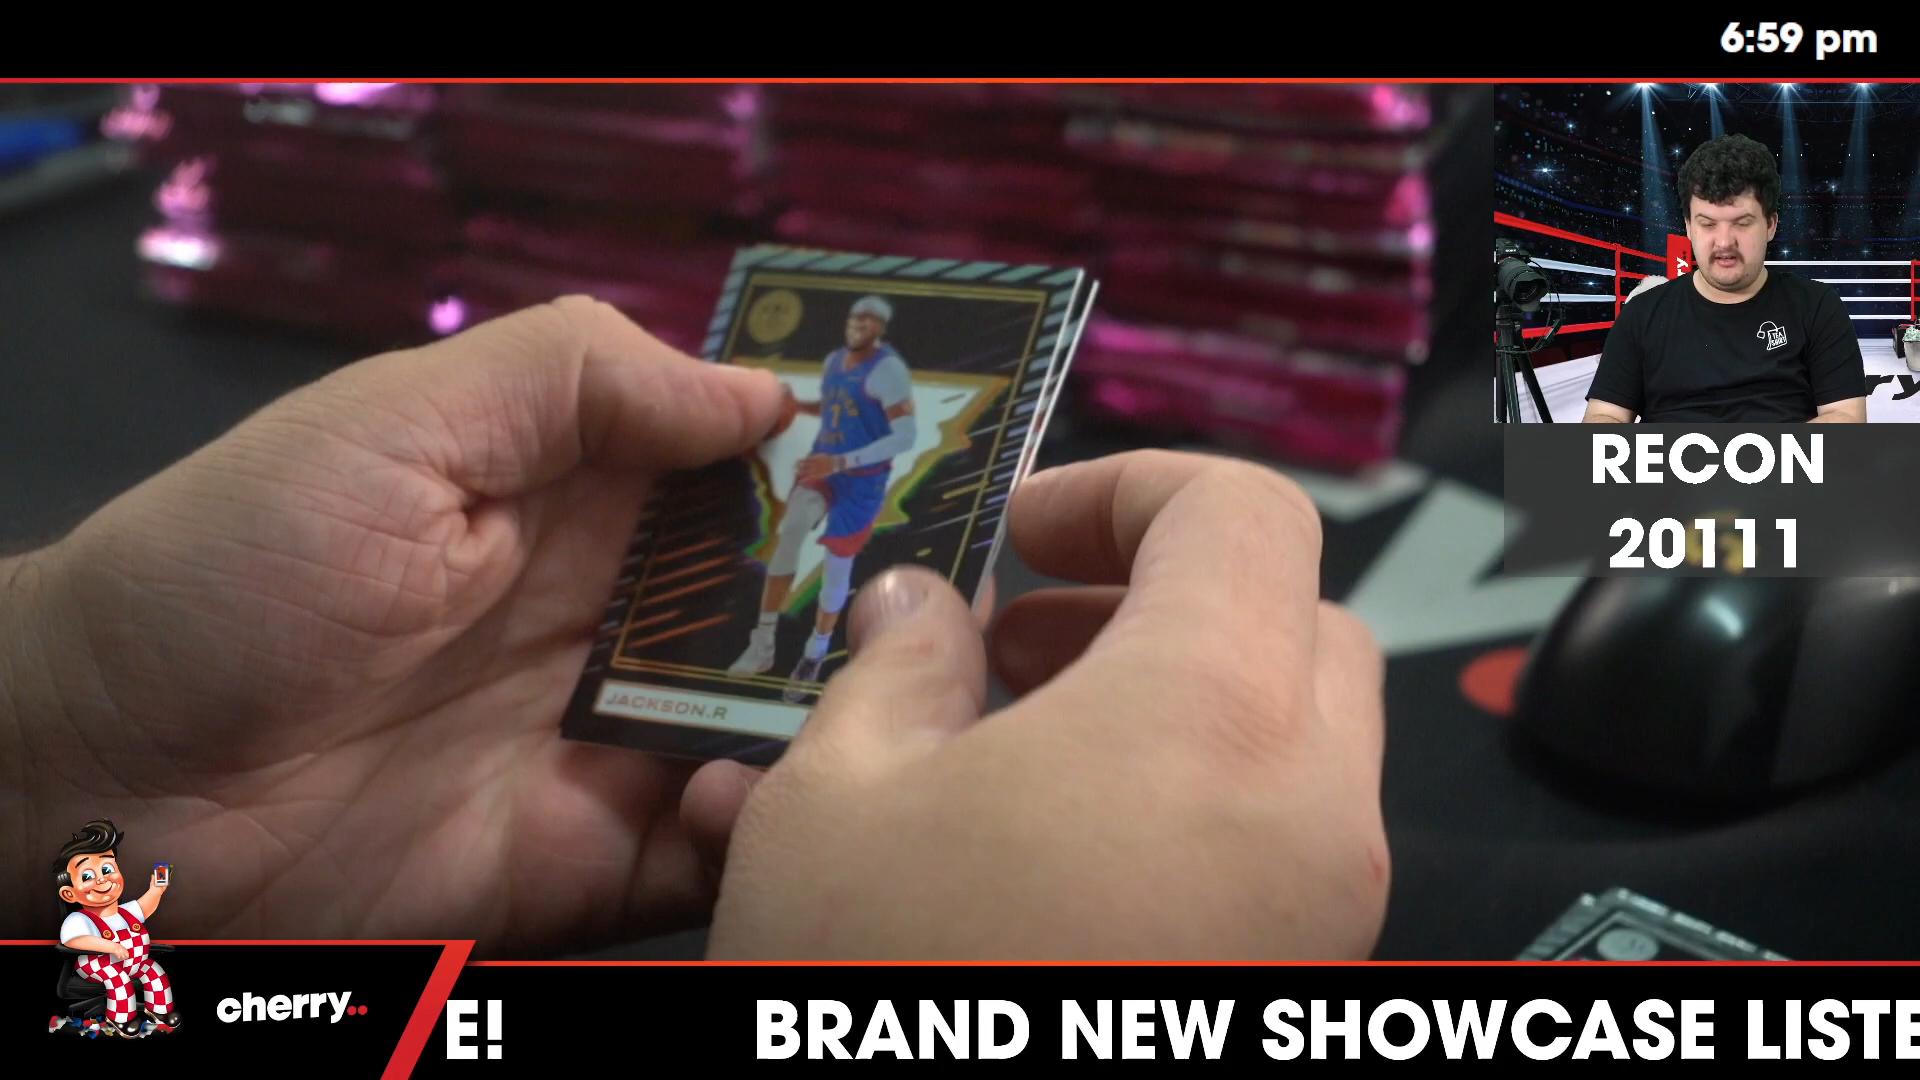 6:59 pm
RECON
20111
JACKSON.R
cherry..
E!
BRAND NEW SHOWCASE LISTE